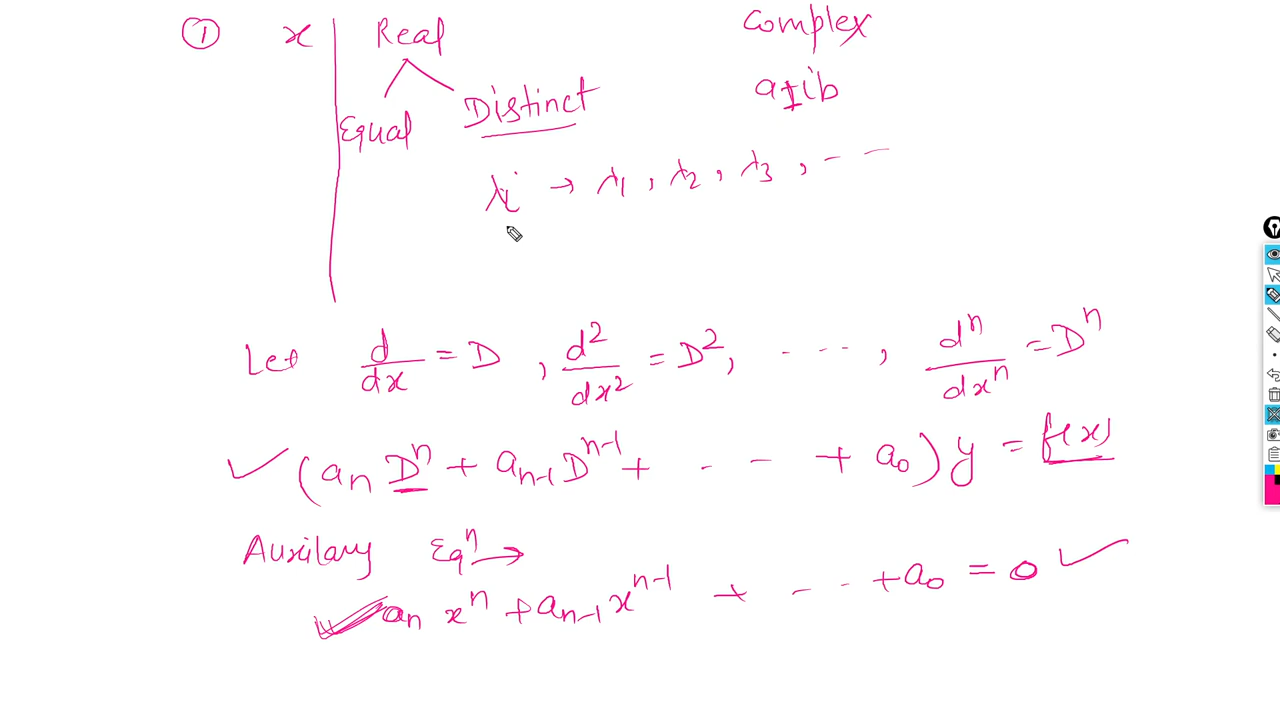 ① x Real Complex
a±ib
Equal Distinct
λi → λ1, λ2, λ3, - -
Let d/dx = D, d²/dx² = D², - - -, dⁿ/dxⁿ = Dⁿ
✓ (an Dⁿ + an-1 Dⁿ⁻¹ + - - + a0) y = f(x)
Auxilary Eqⁿ →
an xⁿ + an-1 xⁿ⁻¹ + - - + a0 = 0 ✓